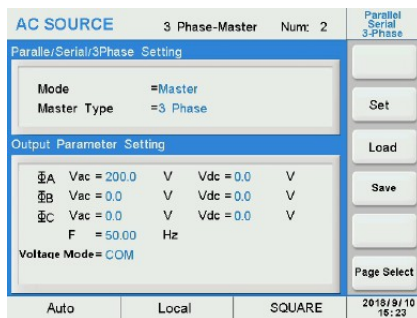 AC SOURCE 3 Phase-Master Num: 2
Parallel
Serial
3-Phase
Paralle/Serial/3Phase Setting
Mode =Master
Master Type =3 Phase
Set
Output Parameter Setting
Load
ΦA Vac = 200.0 V Vdc = 0.0 V
ΦB Vac = 0.0 V Vdc = 0.0 V
Save
ΦC Vac = 0.0 V Vdc = 0.0 V
F = 50.00 Hz
Voltage Mode= COM
Page Select
Auto Local SQUARE 2018/9/10
15:23